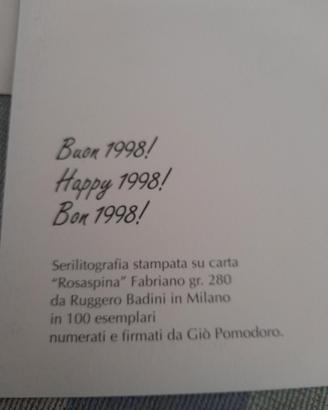 Buon 1998!
Happy 1998!
Bon 1998!
Serilitografia stampata su carta
"Rosaspina" Fabriano gr. 280
da Ruggero Badini in Milano
in 100 esemplari
numerati e firmati da Giò Pomodoro.